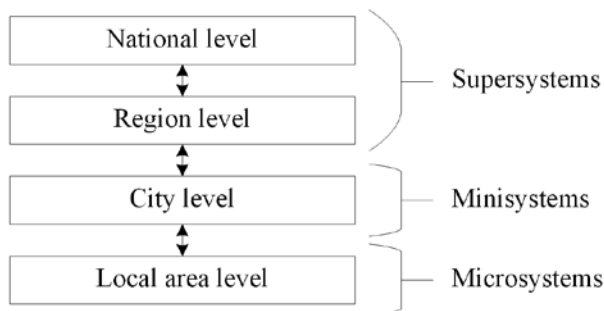 National level
Supersystems
Region level
City level
Minisystems
Local area level
Microsystems